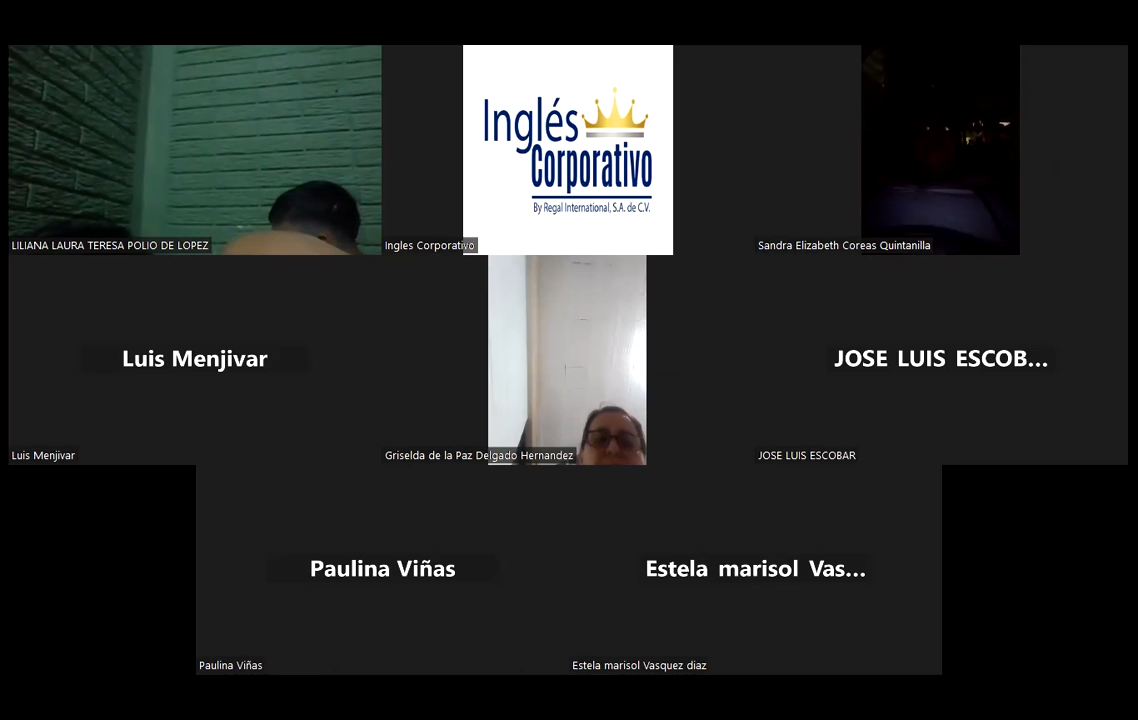 Inglés
Corporativo
By Regal International, S.A. de C.V.
LILIANA LAURA TERESA POLIO DE LOPEZ
Ingles Corporativo
Sandra Elizabeth Coreas Quintanilla
Luis Menjivar
JOSE LUIS ESCOB...
Luis Menjivar
Griselda de la Paz Delgado Hernandez
JOSE LUIS ESCOBAR
Paulina Viñas
Estela marisol Vas...
Paulina Viñas
Estela marisol Vasquez diaz